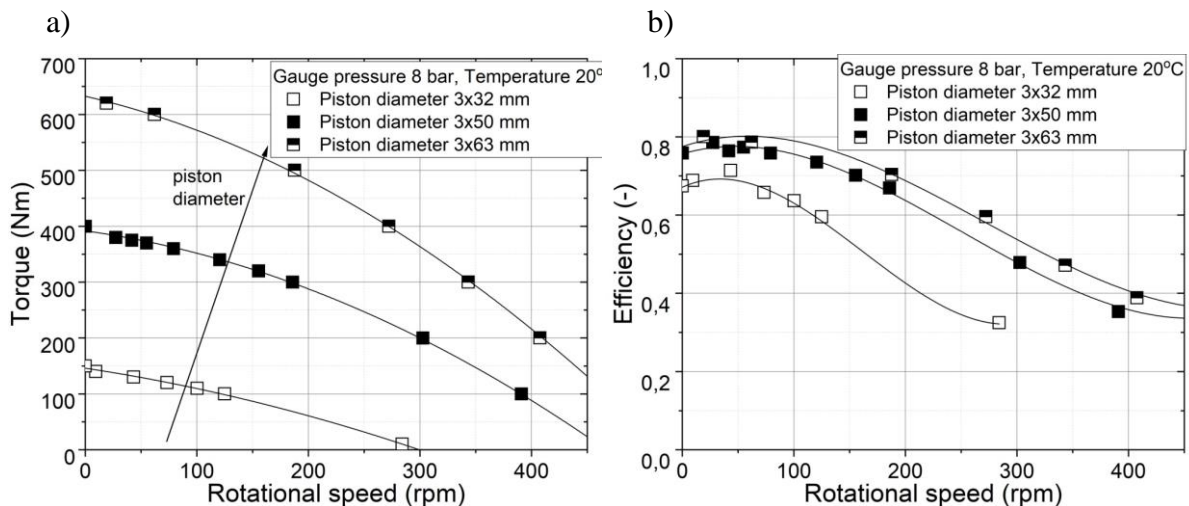 a)
700
600
500
400
300
200
100
0
Torque (Nm)
0
100
200
300
400
Rotational speed (rpm)
Gauge pressure 8 bar, Temperature 20º
Piston diameter 3x32 mm
Piston diameter 3x50 mm
Piston diameter 3x63 mm
piston
diameter
b)
1,0
0,8
0,6
0,4
0,2
0,0
Efficiency (-)
0
100
200
300
400
Rotational speed (rpm)
Gauge pressure 8 bar, Temperature 20°C
Piston diameter 3x32 mm
Piston diameter 3x50 mm
Piston diameter 3x63 mm